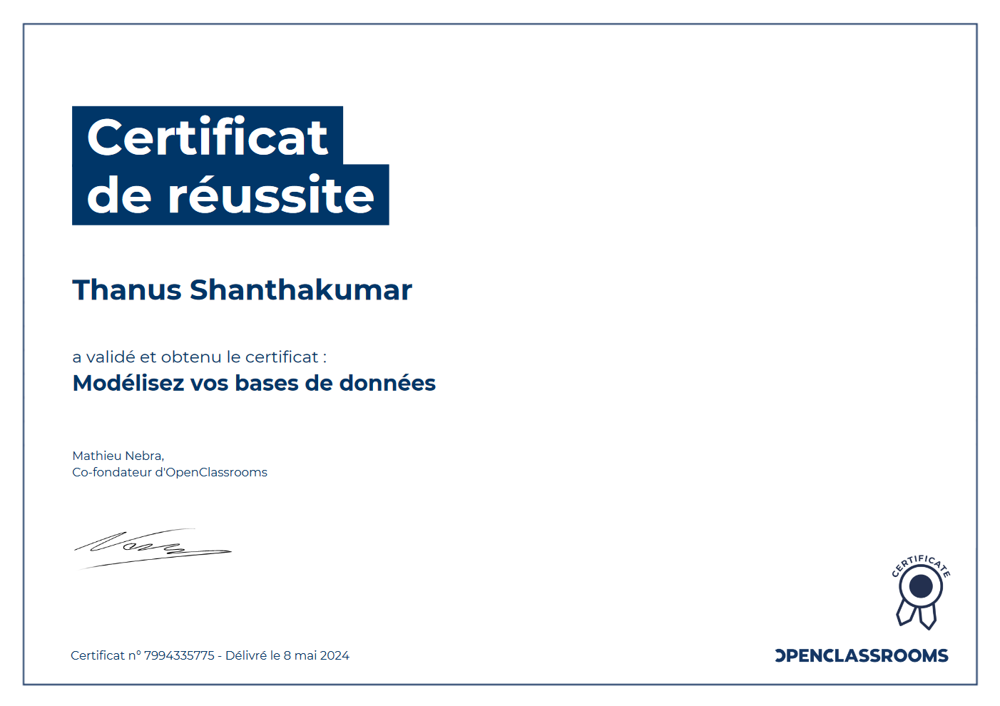 Certificat
de réussite
Thanus Shanthakumar
a validé et obtenu le certificat :
Modélisez vos bases de données
Mathieu Nebra,
Co-fondateur d'OpenClassrooms
CERTIFICATE
Certificat n° 7994335775 - Délivré le 8 mai 2024
OPENCLASSROOMS